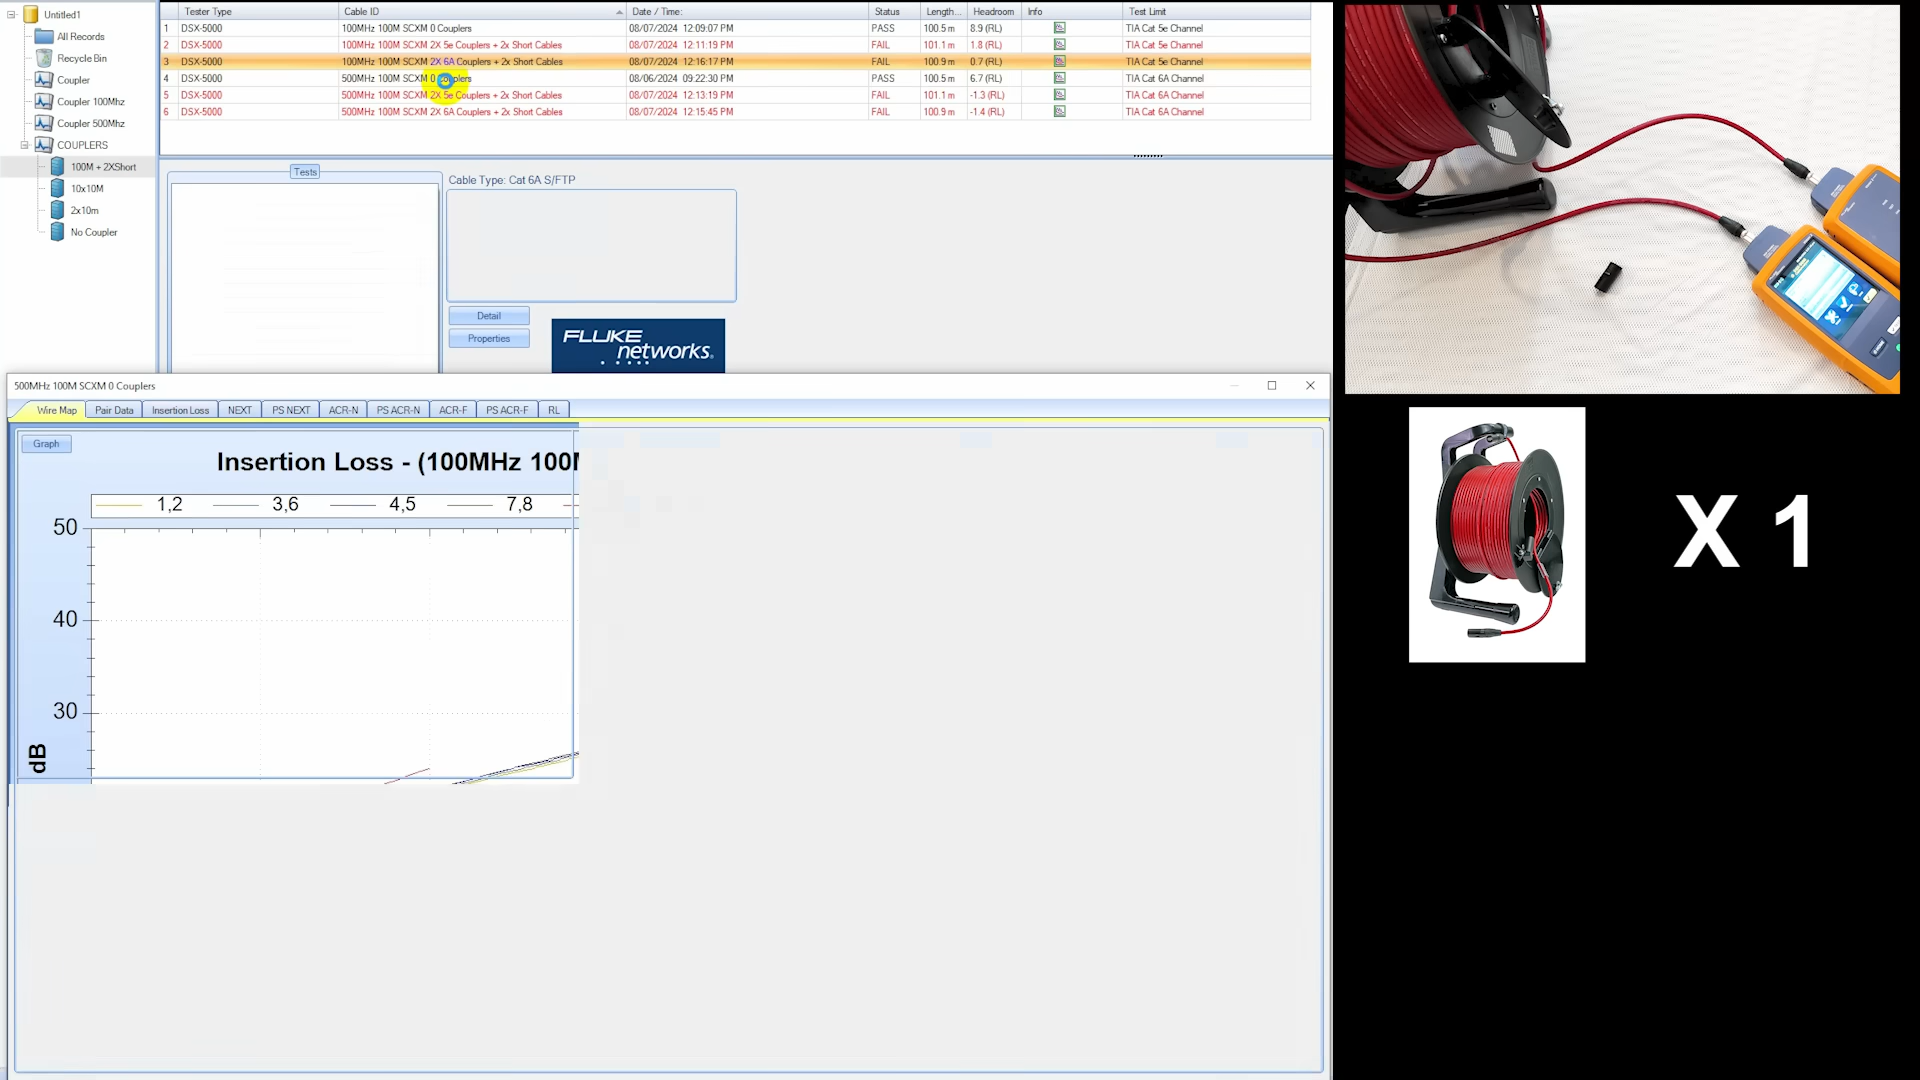 Untitled1
All Records
Recycle Bin
Coupler
Coupler 100Mhz
Coupler 500Mhz
COUPLERS
100M + 2XShort
10x10M
2x10m
No Coupler
Tester Type Cable ID Date / Time: Status Length... Headroom Info Test Limit
1 DSX-5000 100MHz 100M SCXM 0 Couplers 08/07/2024 12:09:07 PM PASS 100.5 m 8.9 (RL) TIA Cat 5e Channel
2 DSX-5000 100MHz 100M SCXM 2X 5e Couplers + 2x Short Cables 08/07/2024 12:11:19 PM FAIL 101.1 m 1.8 (RL) TIA Cat 5e Channel
3 DSX-5000 100MHz 100M SCXM 2X 6A Couplers + 2x Short Cables 08/07/2024 12:16:17 PM FAIL 100.9 m 0.7 (RL) TIA Cat 5e Channel
4 DSX-5000 500MHz 100M SCXM 0 Couplers 08/06/2024 09:22:30 PM PASS 100.5 m 6.7 (RL) TIA Cat 6A Channel
5 DSX-5000 500MHz 100M SCXM 2X 5e Couplers + 2x Short Cables 08/07/2024 12:13:19 PM FAIL 101.1 m -1.3 (RL) TIA Cat 6A Channel
6 DSX-5000 500MHz 100M SCXM 2X 6A Couplers + 2x Short Cables 08/07/2024 12:15:45 PM FAIL 100.9 m -1.4 (RL) TIA Cat 6A Channel
Tests
Cable Type: Cat 6A S/FTP
Detail
Properties
FLUKE
networks.
500MHz 100M SCXM 0 Couplers
Wire Map Pair Data Insertion Loss NEXT PS NEXT ACR-N PS ACR-N ACR-F PS ACR-F RL
Graph
Insertion Loss - (100MHz 100M
1,2 3,6 4,5 7,8
50
40
30
dB
X 1